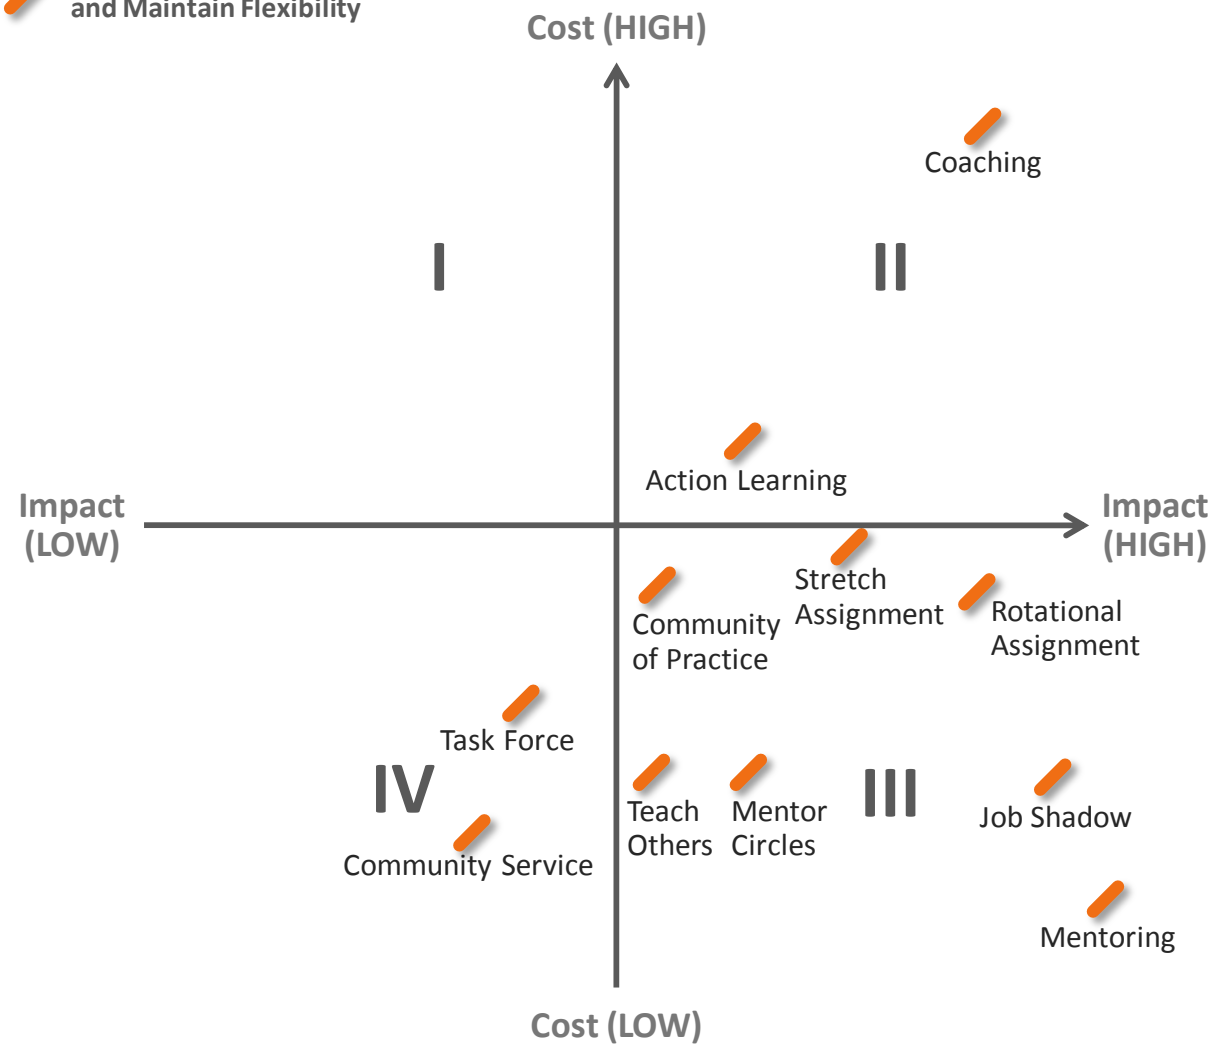 and Maintain Flexibility
Cost (HIGH)
Coaching
I
II
Action Learning
Impact
(LOW)
Impact
(HIGH)
Stretch
Assignment
Rotational
Assignment
Community
of Practice
Task Force
IV
III
Teach
Others
Mentor
Circles
Job Shadow
Community Service
Mentoring
Cost (LOW)